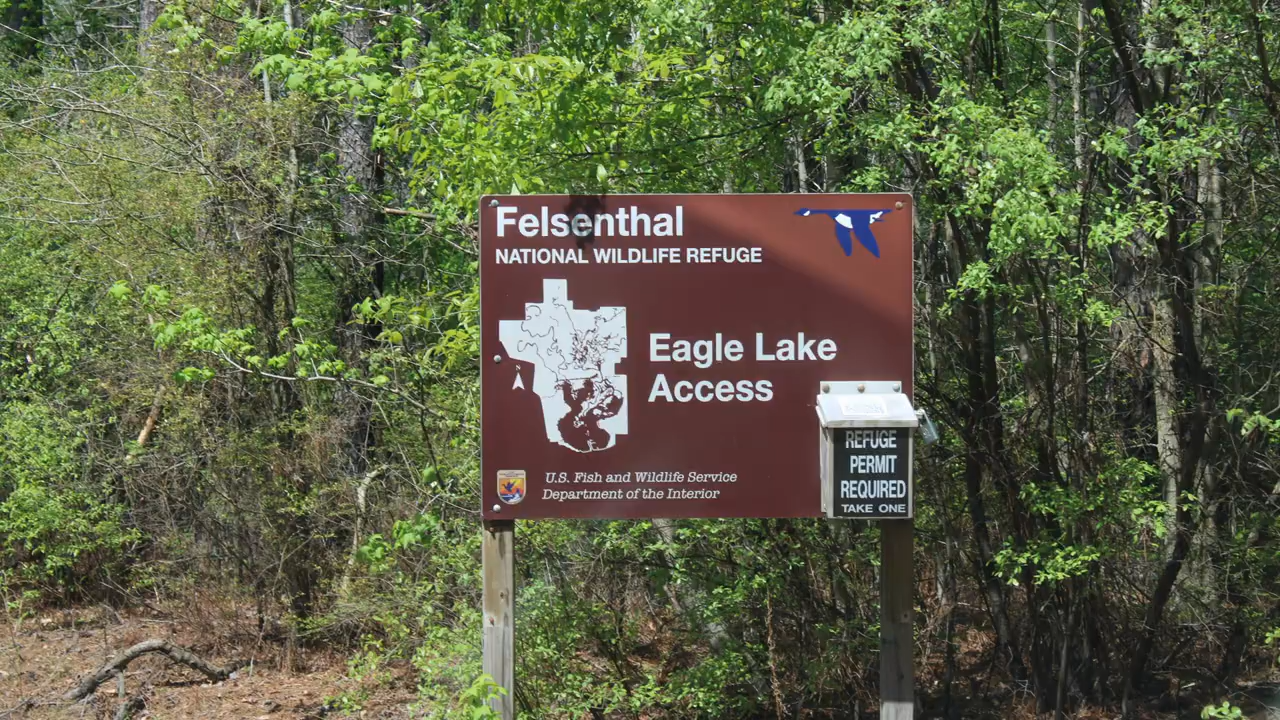 Felsenthal
NATIONAL WILDLIFE REFUGE
N
Eagle Lake
Access
U.S. Fish and Wildlife Service
Department of the Interior
REFUGE
PERMIT
REQUIRED
TAKE ONE